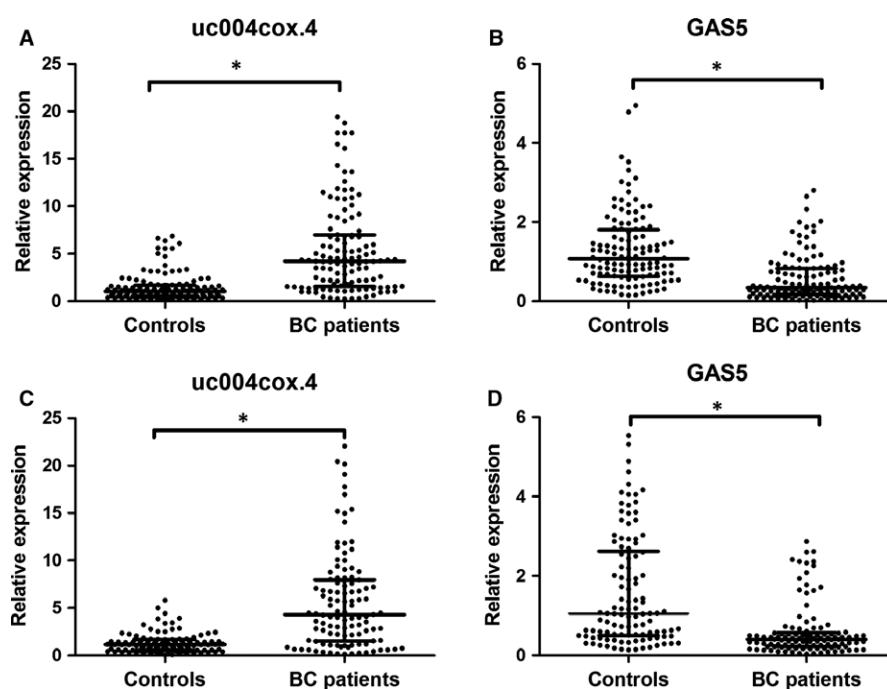 A
uc004cox.4
Relative expression
25
20
15
10
5
0
*
Controls
BC patients
B
GAS5
Relative expression
6
4
2
0
*
Controls
BC patients
C
uc004cox.4
Relative expression
25
20
15
10
5
0
*
Controls
BC patients
D
GAS5
Relative expression
6
4
2
0
*
Controls
BC patients